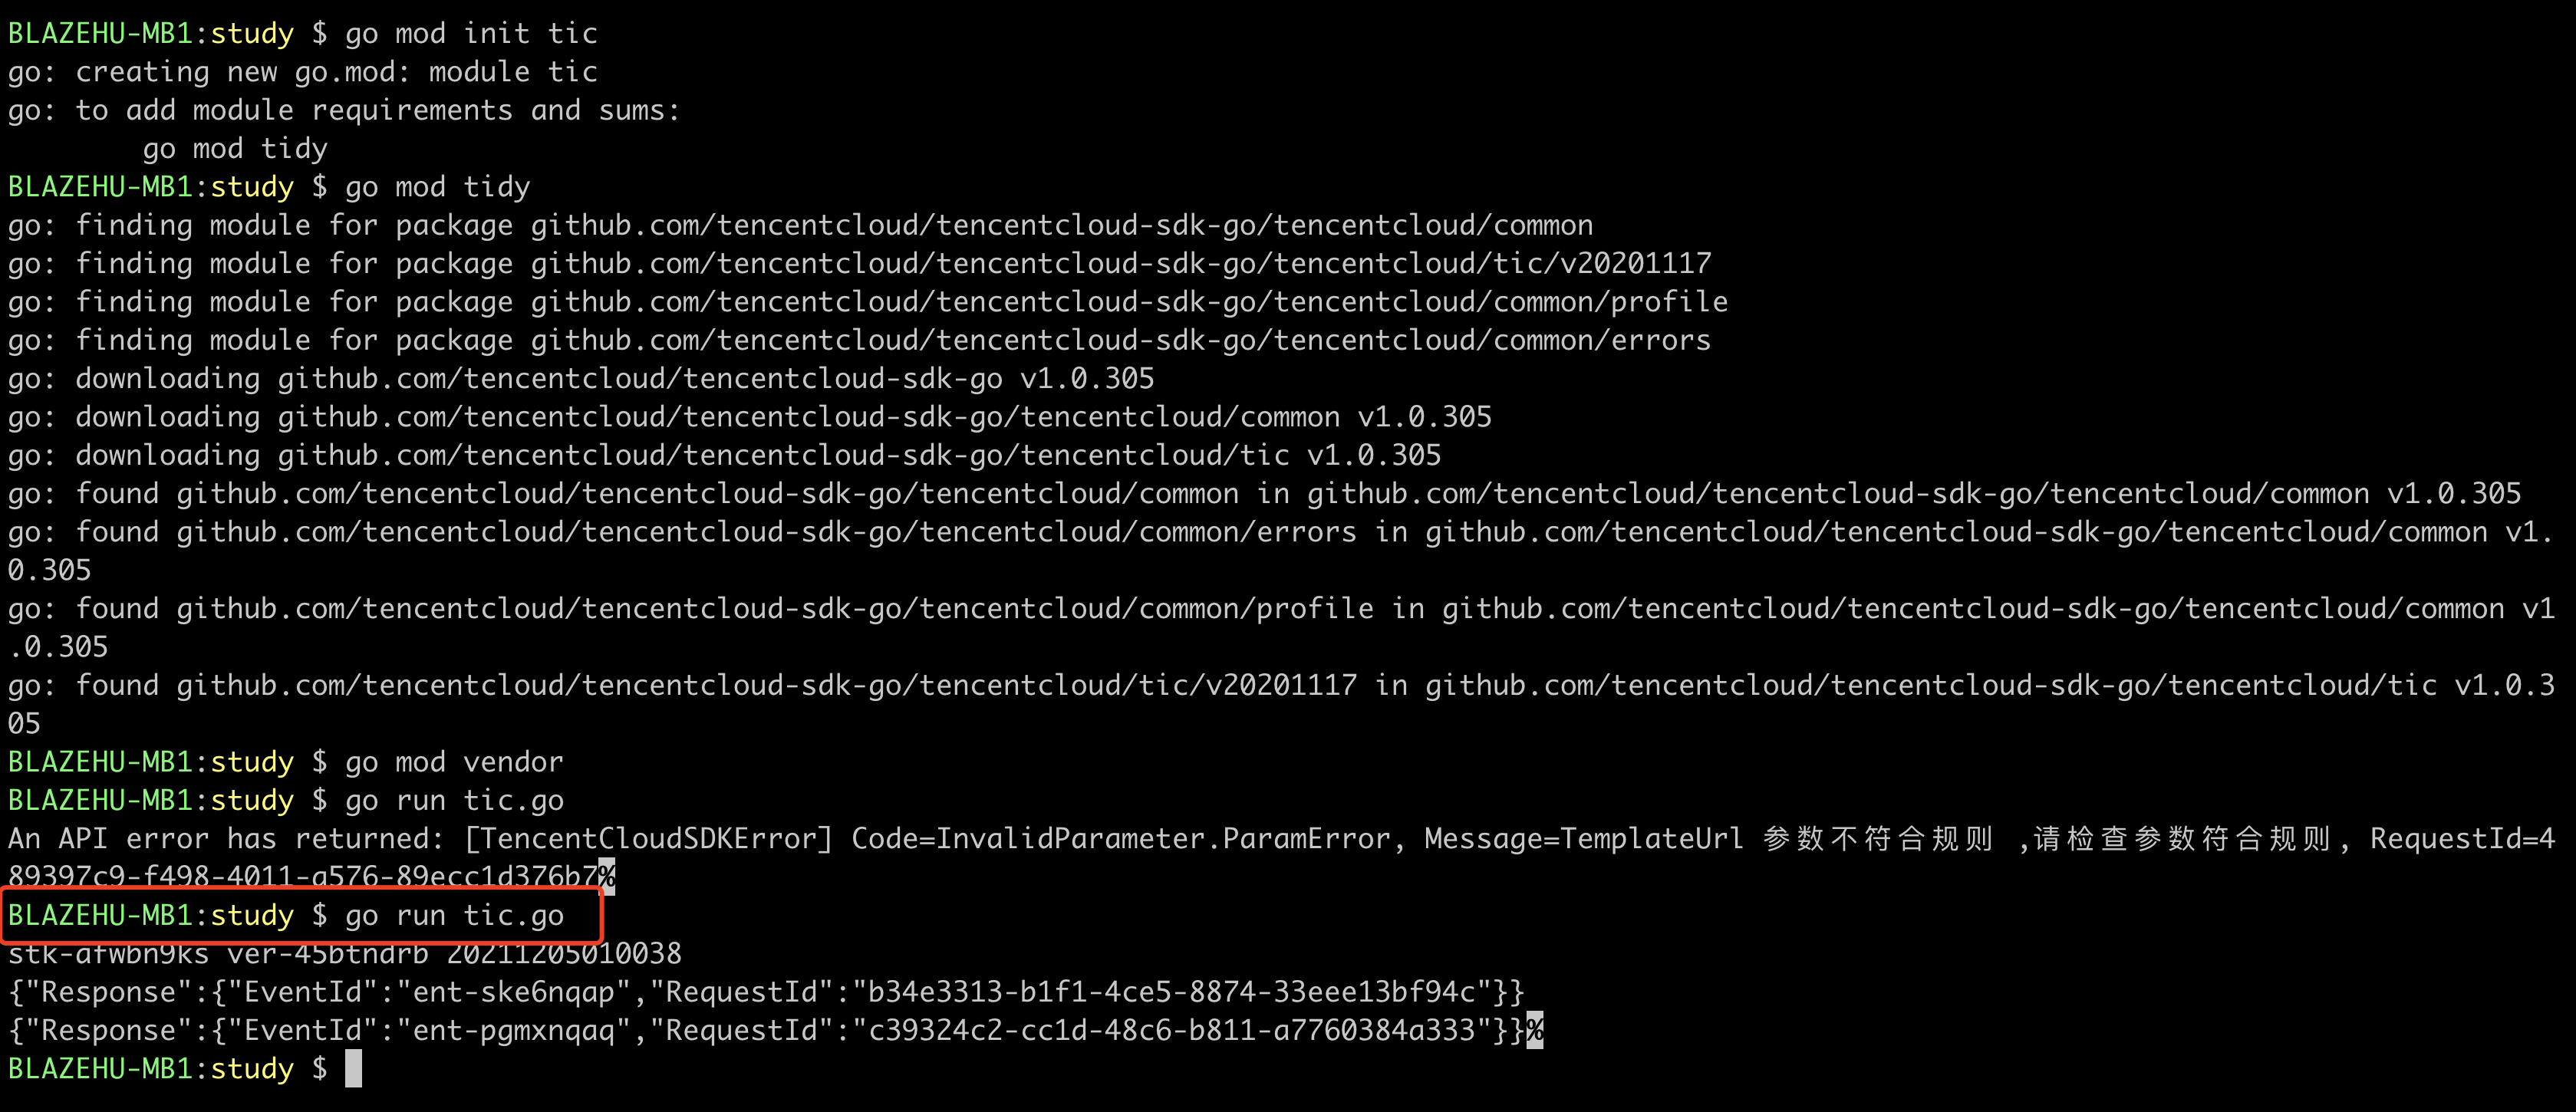 BLAZEHU-MB1:study $ go mod init tic
go: creating new go.mod: module tic
go: to add module requirements and sums:
        go mod tidy
BLAZEHU-MB1:study $ go mod tidy
go: finding module for package github.com/tencentcloud/tencentcloud-sdk-go/tencentcloud/common
go: finding module for package github.com/tencentcloud/tencentcloud-sdk-go/tencentcloud/tic/v20201117
go: finding module for package github.com/tencentcloud/tencentcloud-sdk-go/tencentcloud/common/profile
go: finding module for package github.com/tencentcloud/tencentcloud-sdk-go/tencentcloud/common/errors
go: downloading github.com/tencentcloud/tencentcloud-sdk-go v1.0.305
go: downloading github.com/tencentcloud/tencentcloud-sdk-go/tencentcloud/common v1.0.305
go: downloading github.com/tencentcloud/tencentcloud-sdk-go/tencentcloud/tic v1.0.305
go: found github.com/tencentcloud/tencentcloud-sdk-go/tencentcloud/common in github.com/tencentcloud/tencentcloud-sdk-go/tencentcloud/common v1.0.305
go: found github.com/tencentcloud/tencentcloud-sdk-go/tencentcloud/common/errors in github.com/tencentcloud/tencentcloud-sdk-go/tencentcloud/common v1.
0.305
go: found github.com/tencentcloud/tencentcloud-sdk-go/tencentcloud/common/profile in github.com/tencentcloud/tencentcloud-sdk-go/tencentcloud/common v1
.0.305
go: found github.com/tencentcloud/tencentcloud-sdk-go/tencentcloud/tic/v20201117 in github.com/tencentcloud/tencentcloud-sdk-go/tencentcloud/tic v1.0.3
05
BLAZEHU-MB1:study $ go mod vendor
BLAZEHU-MB1:study $ go run tic.go
An API error has returned: [TencentCloudSDKError] Code=InvalidParameter.ParamError, Message=TemplateUrl 参数不符合规则 ,请检查参数符合规则, RequestId=4
89397c9-f498-4011-a576-89ecc1d376b7%
BLAZEHU-MB1:study $ go run tic.go
stk-afwbn9ks ver-45btndrb 20211205010038
{"Response":{"EventId":"ent-ske6nqap","RequestId":"b34e3313-b1f1-4ce5-8874-33eee13bf94c"}}
{"Response":{"EventId":"ent-pgmxnqaq","RequestId":"c39324c2-cc1d-48c6-b811-a7760384a333"}}%
BLAZEHU-MB1:study $